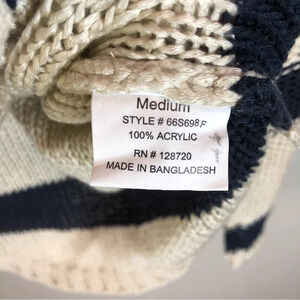 Medium
STYLE # 66S698F
100% ACRYLIC
RN # 128720
MADE IN BANGLADESH